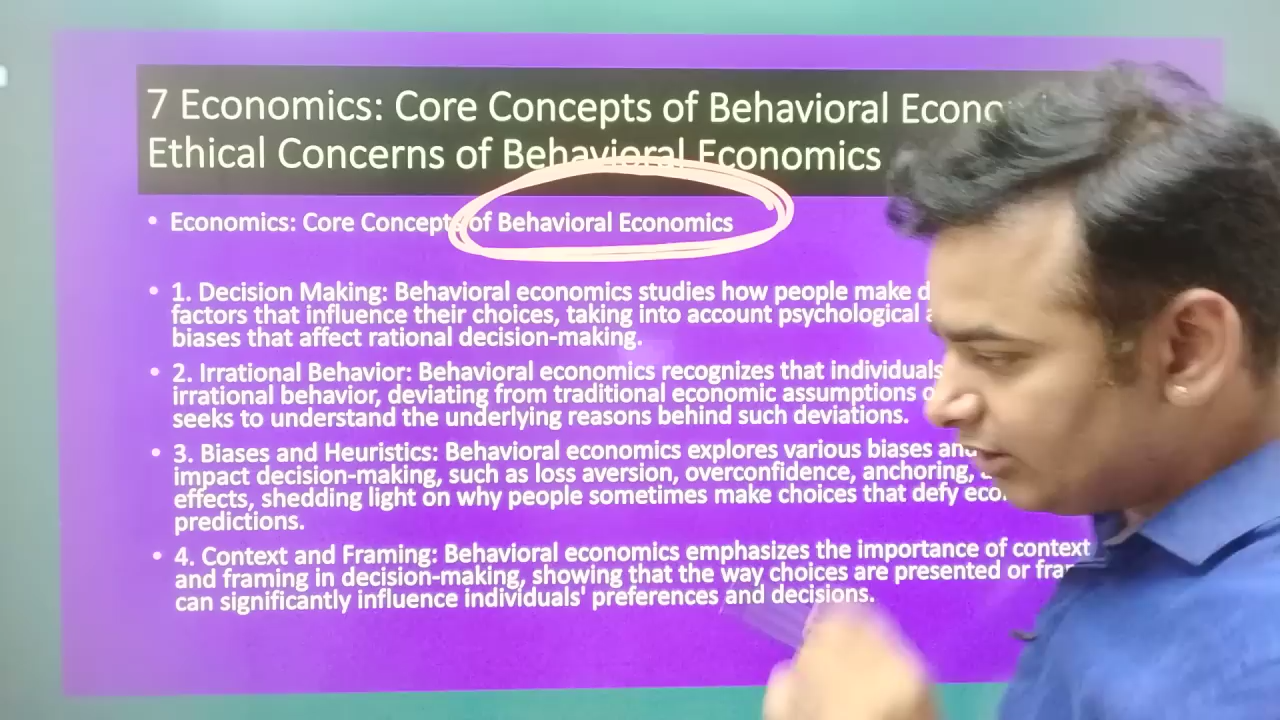 7 Economics: Core Concepts of Behavioral
Ethical Concerns of Behavioral Economics
• Economics: Core Concepts of Behavioral Economics
• 1. Decision Making: Behavioral economics studies how people make
factors that influence their choices, taking into account psychological
biases that affect rational decision-making.
• 2. Irrational Behavior: Behavioral economics recognizes that individuals
irrational behavior, deviating from traditional economic assumptions
seeks to understand the underlying reasons behind such deviations.
• 3. Biases and Heuristics: Behavioral economics explores various biases and
impact decision-making, such as loss aversion, overconfidence, anchoring,
effects, shedding light on why people sometimes make choices that defy
predictions.
• 4. Context and Framing: Behavioral economics emphasizes the importance of context
and framing in decision-making, showing that the way choices are presented or
can significantly influence individuals' preferences and decisions.